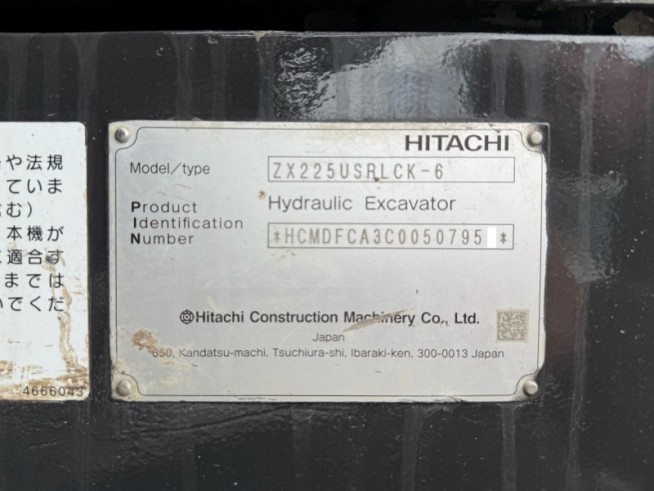 や法規
ていま
む)
本機が
適合す
までは
いてくだ
4666043
HITACHI
Model/type ZX225USRLCK-6
Product Hydraulic Excavator
Identification
Number *HCMDFCA3C0050795 *
Hitachi Construction Machinery Co., Ltd.
Japan
650, Kandatsu-machi, Tsuchiura-shi, Ibaraki-ken, 300-0013 Japan